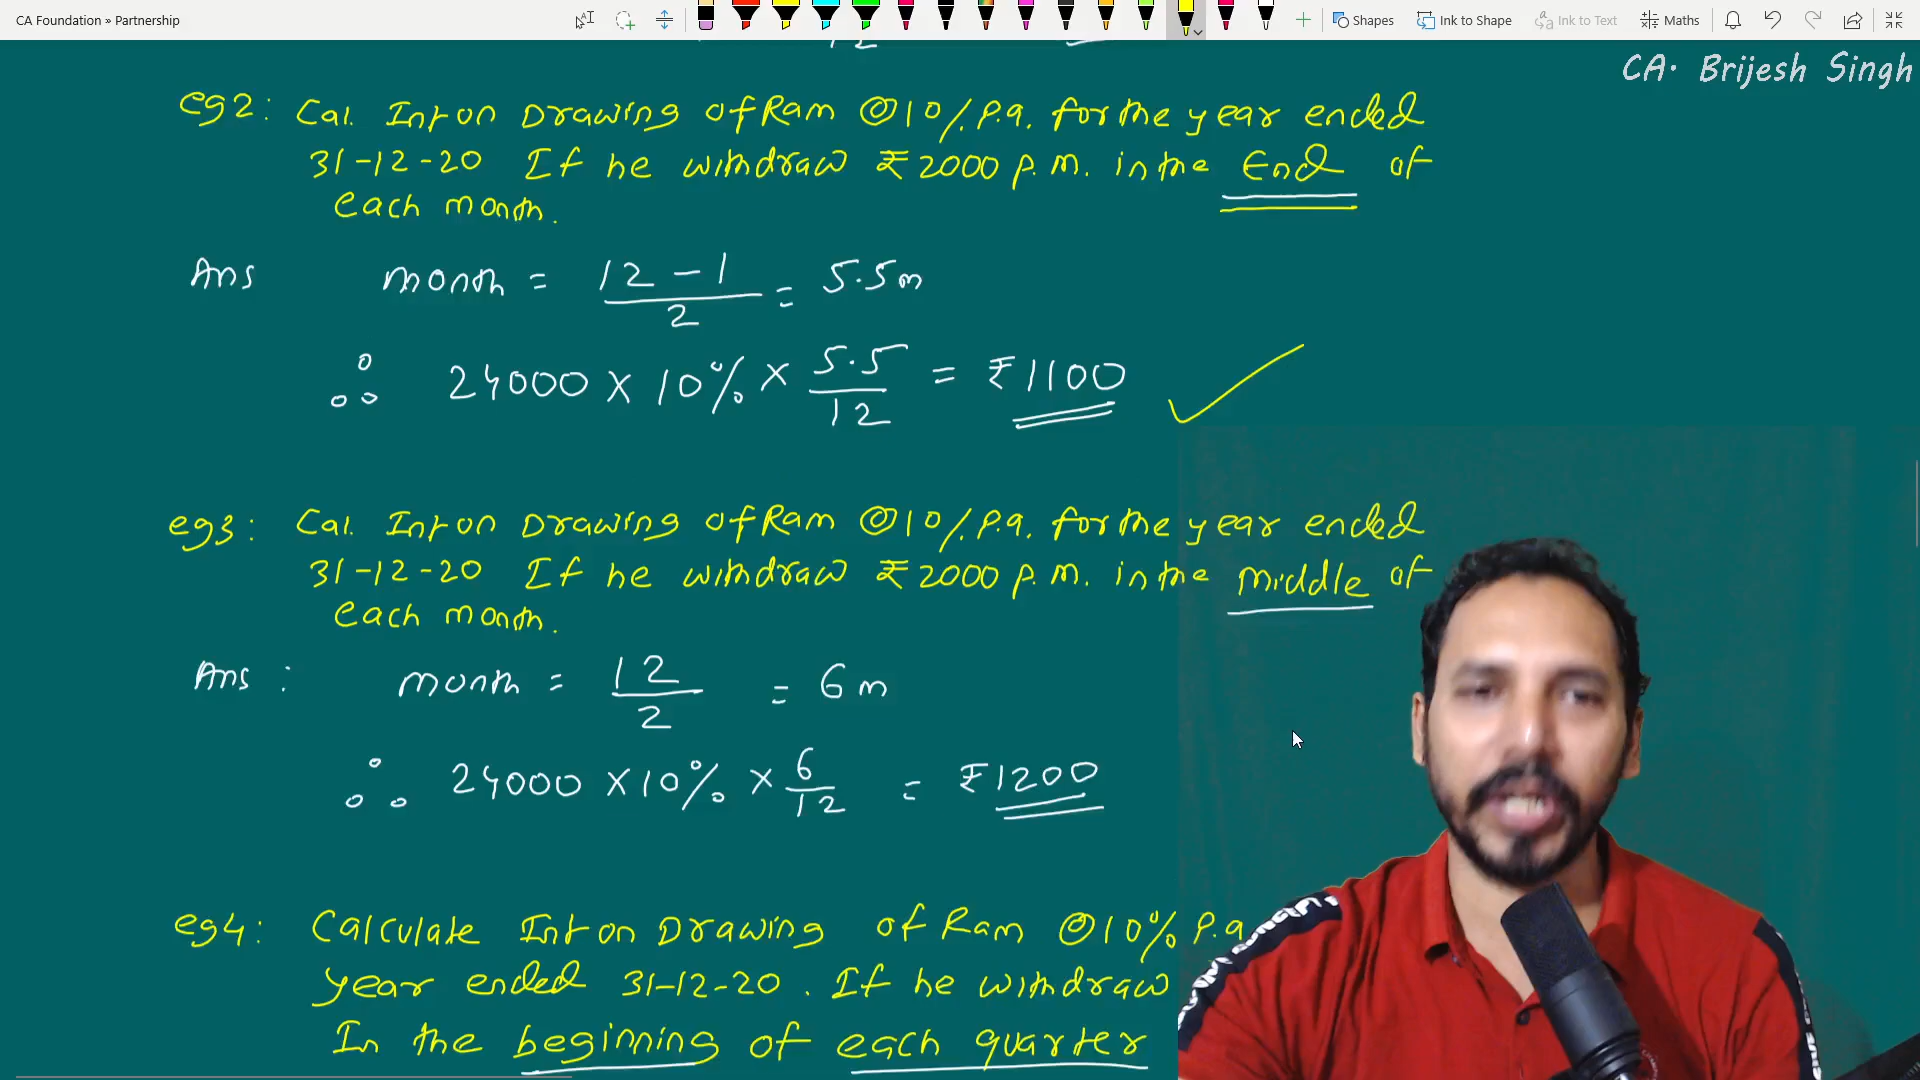 CA Foundation » Partnership
Shapes
Ink to Shape
Ink to Text
Maths
CA. Brijesh Singh
12
eg2: Cal. Int on Drawing of Ram @10%.P.a. for the year ended
31-12-20 If he withdraw ₹2000 P.M. in the End of
each month.
Ans month = 12-1/2 = 5.5m
∴ 24000 × 10% × 5.5/12 = ₹1100
eg3: Cal. Int on Drawing of Ram @10%.P.a. for the year ended
31-12-20 If he withdraw ₹2000 P.M. in the Middle of
each month.
Ans : month = 12/2 = 6m
∴ 24000 × 10% × 6/12 = ₹1200
eg4: Calculate Int on Drawing of Ram @10% P.a
year ended 31-12-20. If he withdraw
In the beginning of each quarter